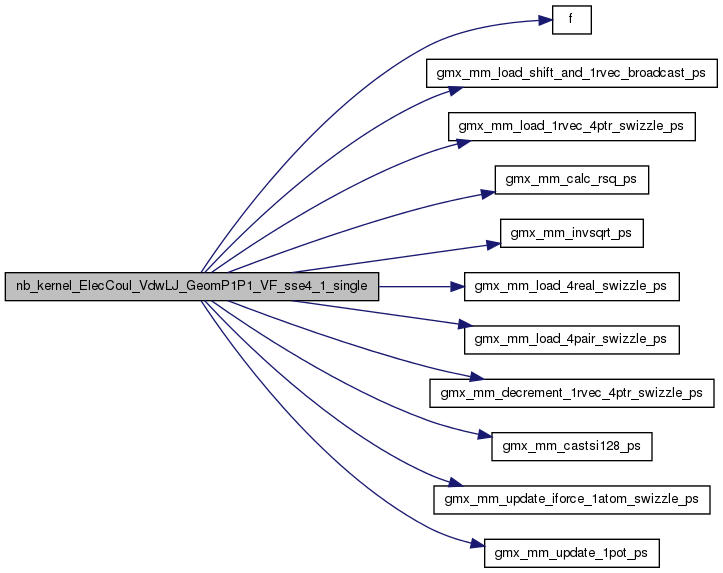 f
gmx_mm_load_shift_and_1rvec_broadcast_ps
gmx_mm_load_1rvec_4ptr_swizzle_ps
gmx_mm_calc_rsq_ps
gmx_mm_invsqrt_ps
nb_kernel_ElecCoul_VdwLJ_GeomP1P1_VF_sse4_1_single
gmx_mm_load_4real_swizzle_ps
gmx_mm_load_4pair_swizzle_ps
gmx_mm_decrement_1rvec_4ptr_swizzle_ps
gmx_mm_castsi128_ps
gmx_mm_update_iforce_1atom_swizzle_ps
gmx_mm_update_1pot_ps